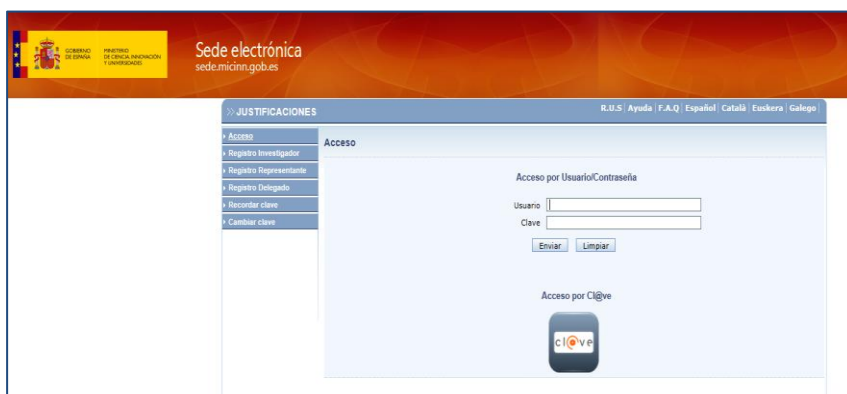 GOBIERNO
DE ESPAÑA
MINISTERIO
DE CIENCIA, INNOVACIÓN
Y UNIVERSIDADES
Sede electrónica
sede.micinn.gob.es
JUSTIFICACIONES
R.U.S | Ayuda | F.A.Q | Español | Català | Euskera | Galego |
Acceso
Registro Investigador
Registro Representante
Registro Delegado
Recordar clave
Cambiar clave
Acceso
Acceso por Usuario/Contraseña
Usuario
Clave
Enviar Limpiar
Acceso por Cl@ve
cl@ve